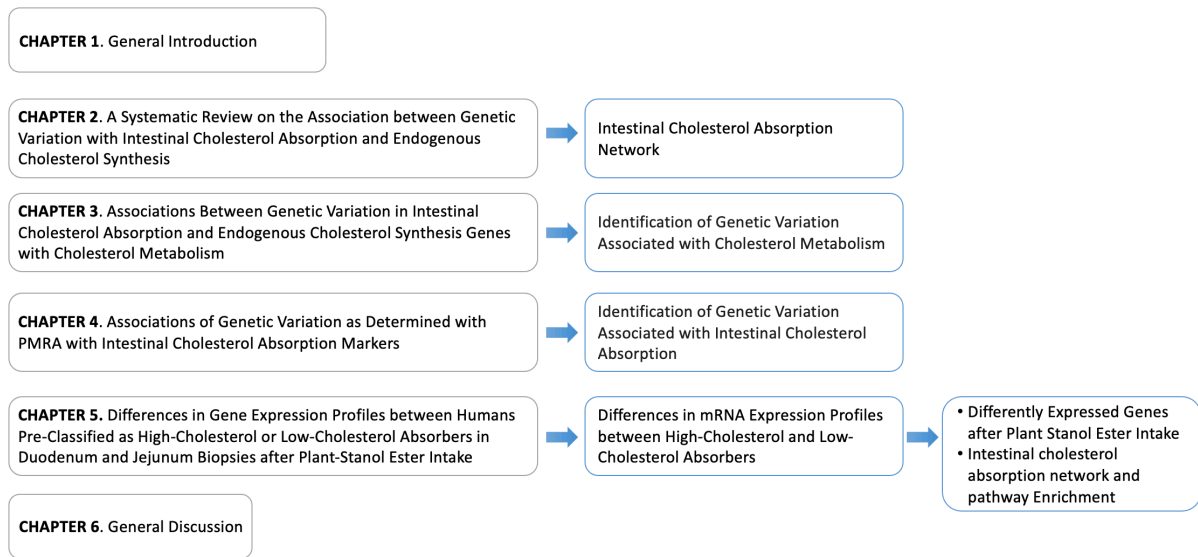 CHAPTER 1. General Introduction
CHAPTER 2. A Systematic Review on the Association between Genetic
Variation with Intestinal Cholesterol Absorption and Endogenous
Cholesterol Synthesis
Intestinal Cholesterol Absorption
Network
CHAPTER 3. Associations Between Genetic Variation in Intestinal
Cholesterol Absorption and Endogenous Cholesterol Synthesis Genes
with Cholesterol Metabolism
Identification of Genetic Variation
Associated with Cholesterol Metabolism
CHAPTER 4. Associations of Genetic Variation as Determined with
PMRA with Intestinal Cholesterol Absorption Markers
Identification of Genetic Variation
Associated with Intestinal Cholesterol
Absorption
CHAPTER 5. Differences in Gene Expression Profiles between Humans
Pre-Classified as High-Cholesterol or Low-Cholesterol Absorbers in
Duodenum and Jejunum Biopsies after Plant-Stanol Ester Intake
Differences in mRNA Expression Profiles
between High-Cholesterol and Low-
Cholesterol Absorbers
• Differently Expressed Genes
after Plant Stanol Ester Intake
• Intestinal cholesterol
absorption network and
pathway Enrichment
CHAPTER 6. General Discussion